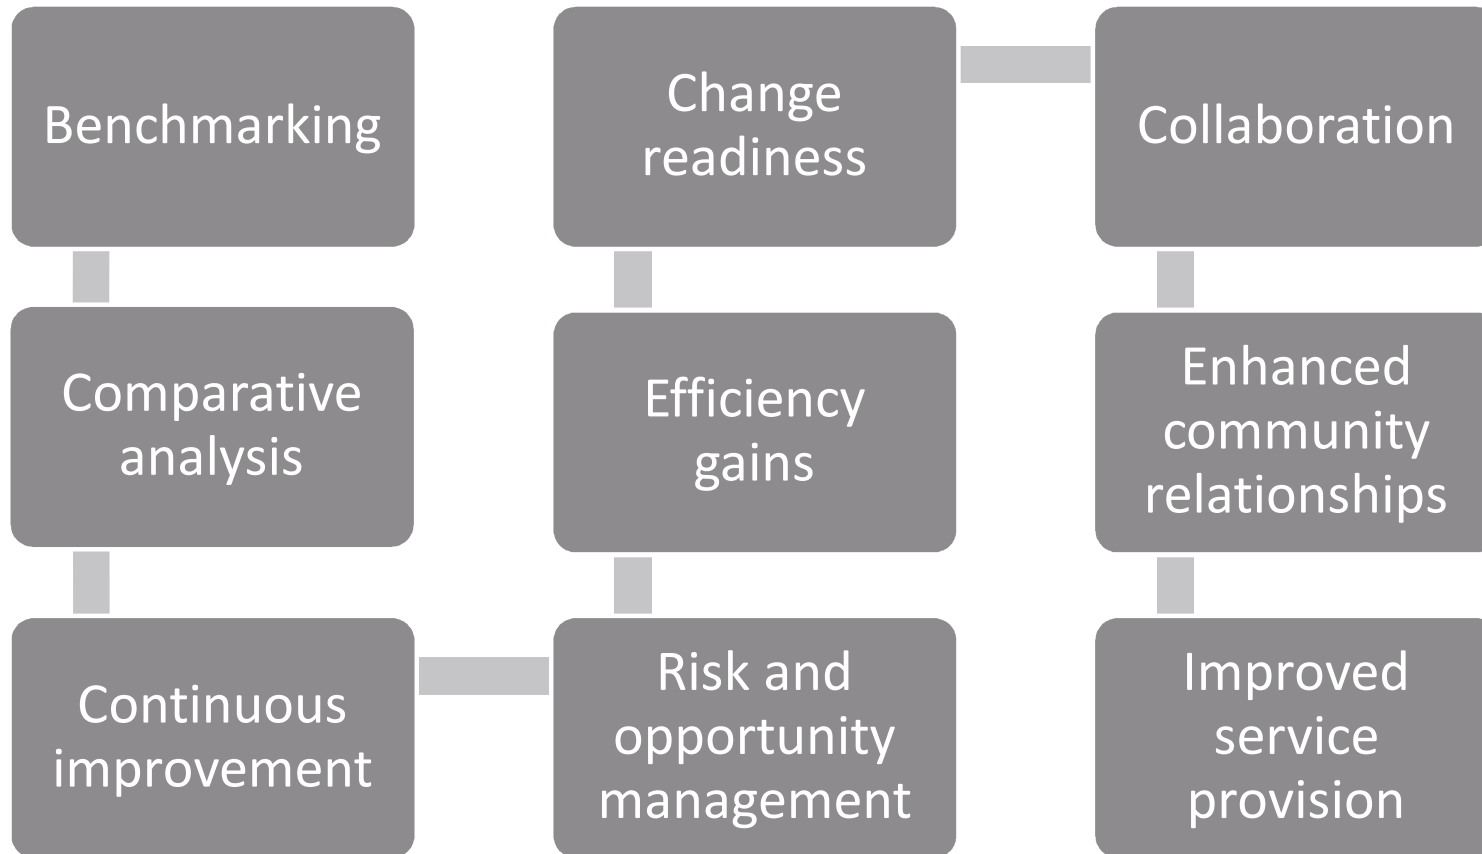 Benchmarking
Comparative
analysis
Continuous
improvement
Risk and
opportunity
management
Efficiency
gains
Change
readiness
Collaboration
Enhanced
community
relationships
Improved
service
provision